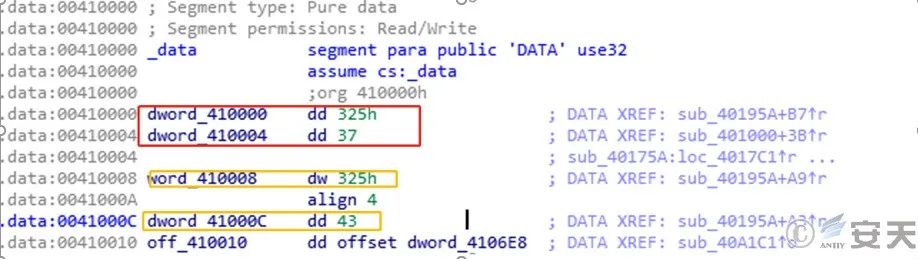 .data:00410000 ; Segment type: Pure data
.data:00410000 ; Segment permissions: Read/Write
.data:00410000 _data segment para public 'DATA' use32
.data:00410000 assume cs:_data
.data:00410000 ;org 410000h
.data:00410000 dword_410000 dd 325h ; DATA XREF: sub_40195A+B7↑r
.data:00410004 dword_410004 dd 37 ; DATA XREF: sub_401000+3B↑r
.data:00410004 ; sub_40175A:loc_4017C1↑r ...
.data:00410008 word_410008 dw 325h ; DATA XREF: sub_40195A+A9↑r
.data:0041000A align 4
.data:0041000C dword_41000C dd 43 ; DATA XREF: sub_40195A+A3↑r
.data:00410010 off_410010 dd offset dword_4106E8 ; DATA XREF: sub_40A1C1↑o
ANTIY 安天